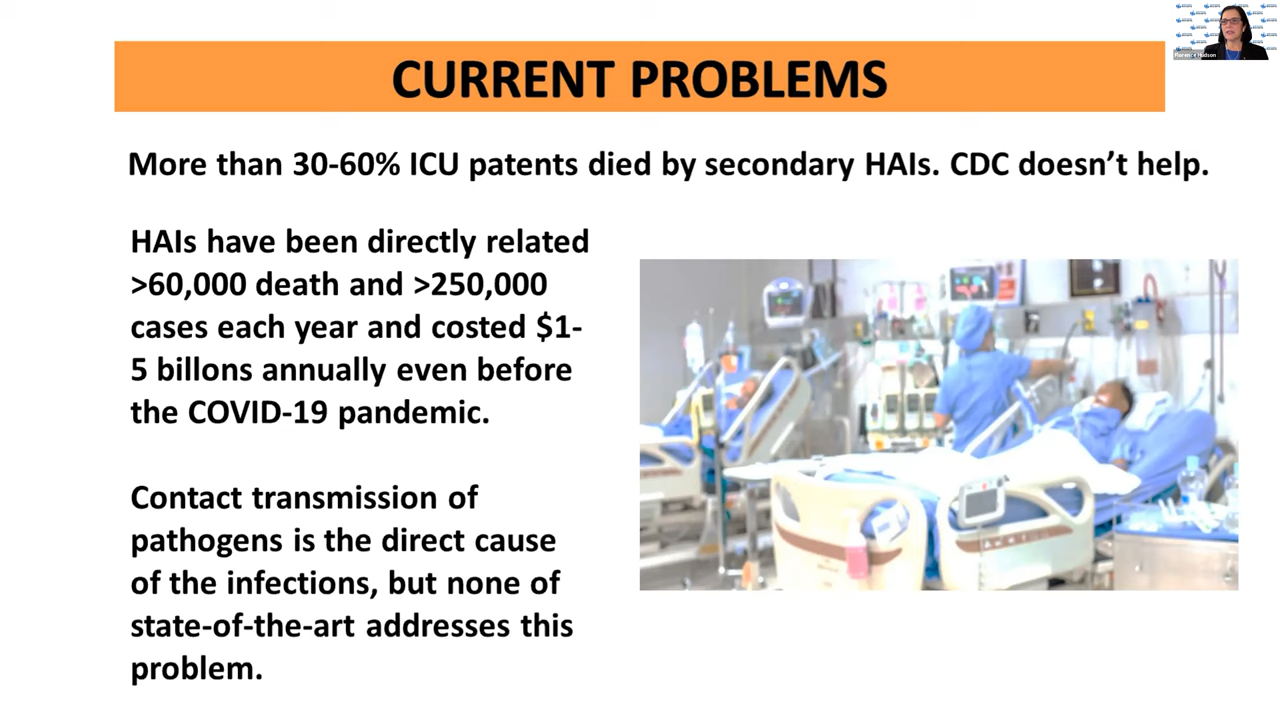 CURRENT PROBLEMS
Florence Hudson
More than 30-60% ICU patents died by secondary HAIs. CDC doesn’t help.
HAIs have been directly related
>60,000 death and >250,000
cases each year and costed $1-
5 billons annually even before
the COVID-19 pandemic.
Contact transmission of
pathogens is the direct cause
of the infections, but none of
state-of-the-art addresses this
problem.